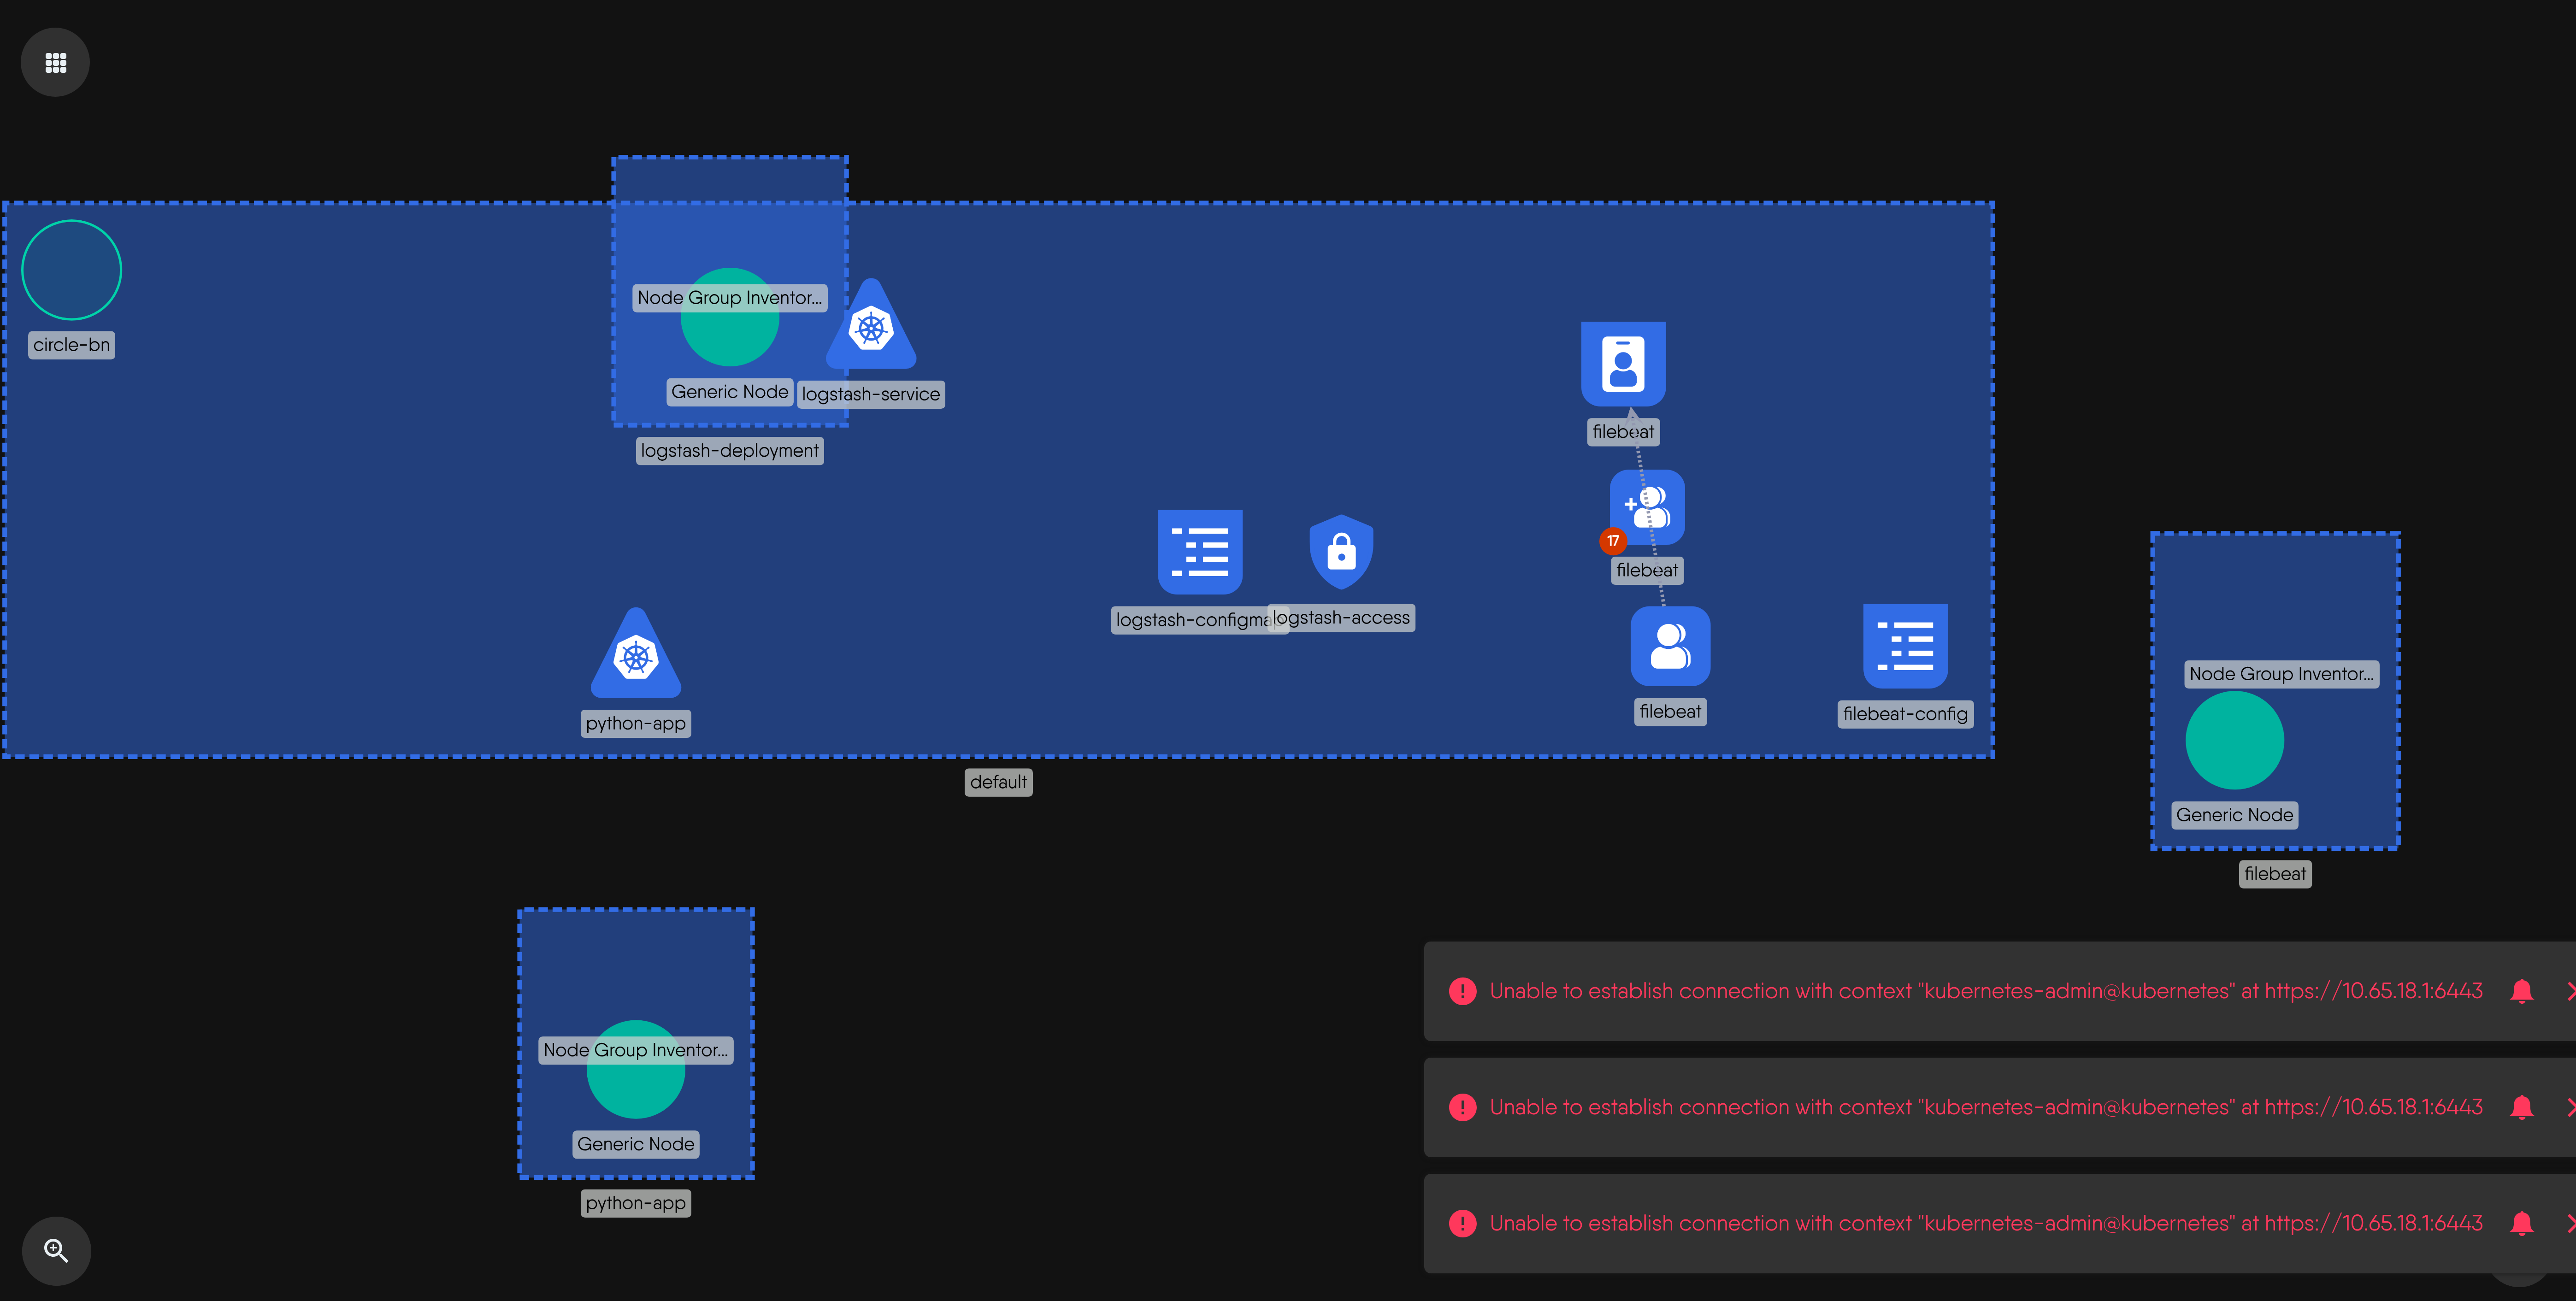 circle-bn
Node Group Inventor...
Generic Node
logstash-service
logstash-deployment
filebeat
17
filebeat
logstash-configma
logstash-access
filebeat
filebeat-config
python-app
default
Node Group Inventor...
Generic Node
filebeat
Node Group Inventor...
Generic Node
python-app
Unable to establish connection with context "kubernetes-admin@kubernetes" at https://10.65.18.1:6443
Unable to establish connection with context "kubernetes-admin@kubernetes" at https://10.65.18.1:6443
Unable to establish connection with context "kubernetes-admin@kubernetes" at https://10.65.18.1:6443